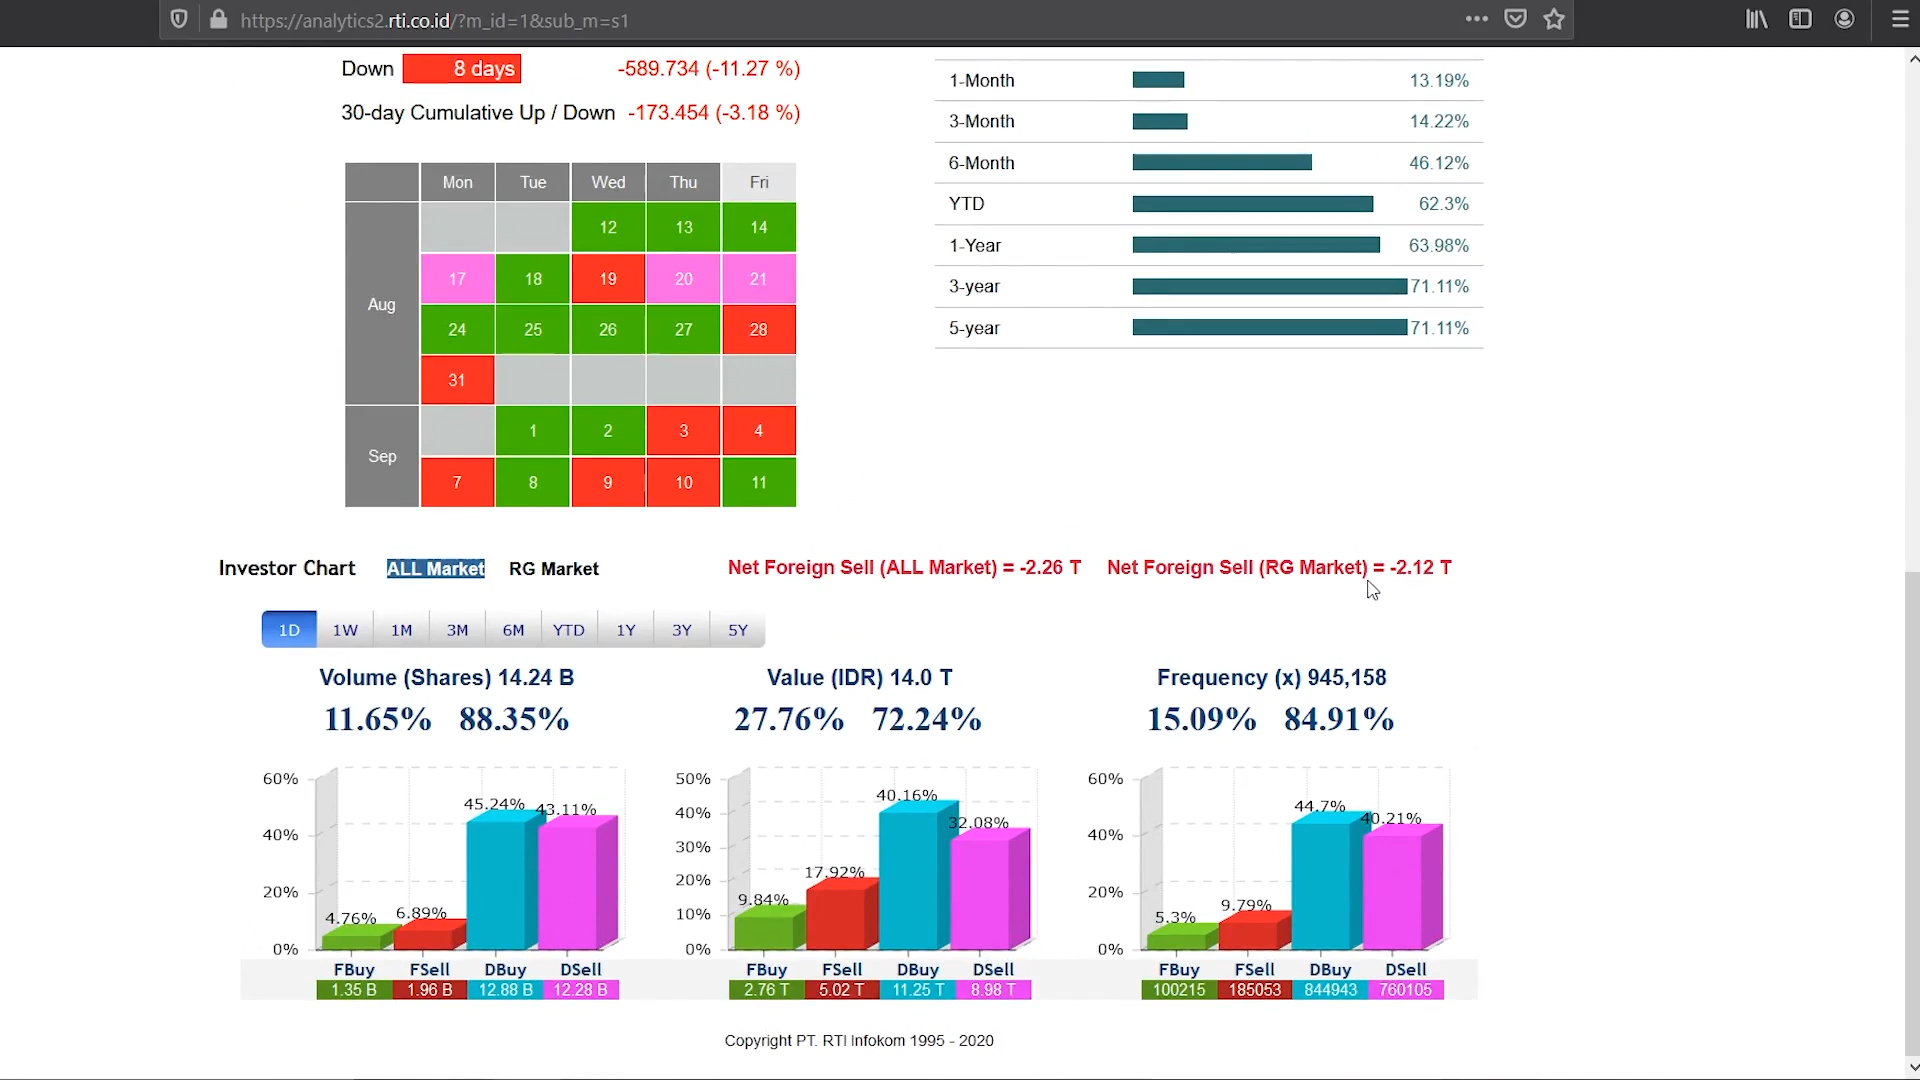 https://analytics2.rti.co.id/?m_id=1&sub_m=s1
Down 8 days -589.734 (-11.27 %)
30-day Cumulative Up / Down -173.454 (-3.18 %)
Mon Tue Wed Thu Fri
Aug
12 13 14
17 18 19 20 21
24 25 26 27 28
31
Sep
1 2 3 4
7 8 9 10 11
1-Month 13.19%
3-Month 14.22%
6-Month 46.12%
YTD 62.3%
1-Year 63.98%
3-year 71.11%
5-year 71.11%
Investor Chart ALL Market RG Market Net Foreign Sell (ALL Market) = -2.26 T Net Foreign Sell (RG Market) = -2.12 T
1D 1W 1M 3M 6M YTD 1Y 3Y 5Y
Volume (Shares) 14.24 B
11.65% 88.35%
60%
40%
20%
0%
4.76% 6.89% 45.24% 43.11%
FBuy FSell DBuy DSell
1.35 B 1.96 B 12.88 B 12.28 B
Value (IDR) 14.0 T
27.76% 72.24%
50%
40%
30%
20%
10%
0%
9.84% 17.92% 40.16% 32.08%
FBuy FSell DBuy DSell
2.76 T 5.02 T 11.25 T 8.98 T
Frequency (x) 945,158
15.09% 84.91%
60%
40%
20%
0%
5.3% 9.79% 44.7% 40.21%
FBuy FSell DBuy DSell
100215 185053 844943 760105
Copyright PT. RTI Infokom 1995 - 2020